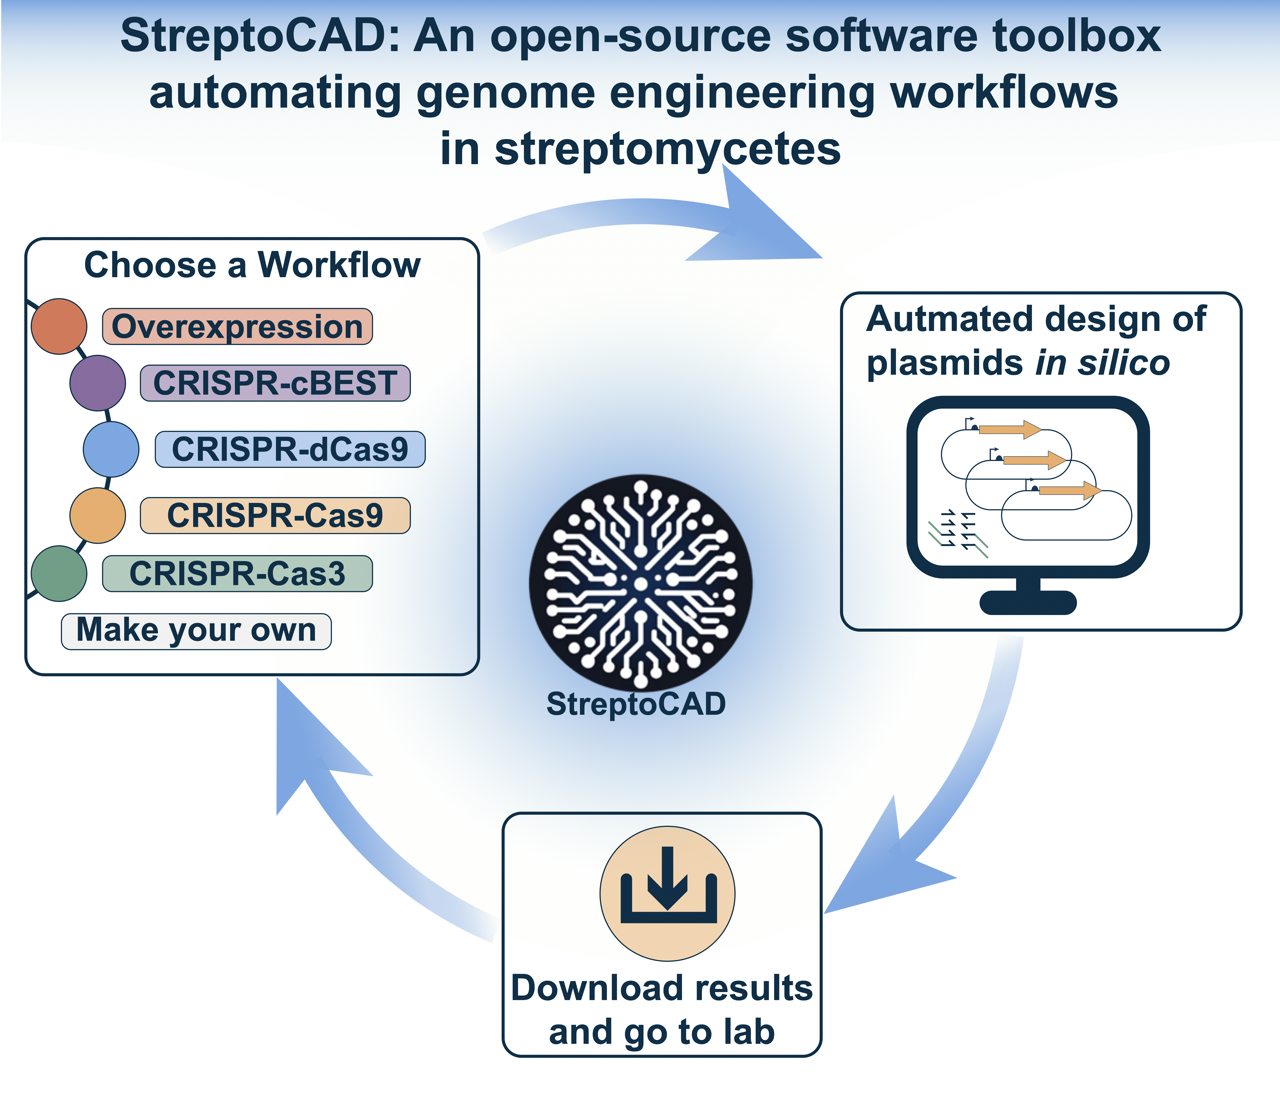 StreptoCAD: An open-source software toolbox
automating genome engineering workflows
in streptomycetes
Choose a Workflow
Overexpression
CRISPR-cBEST
CRISPR-dCas9
CRISPR-Cas9
CRISPR-Cas3
Make your own
Autmated design of
plasmids in silico
StreptoCAD
Download results
and go to lab